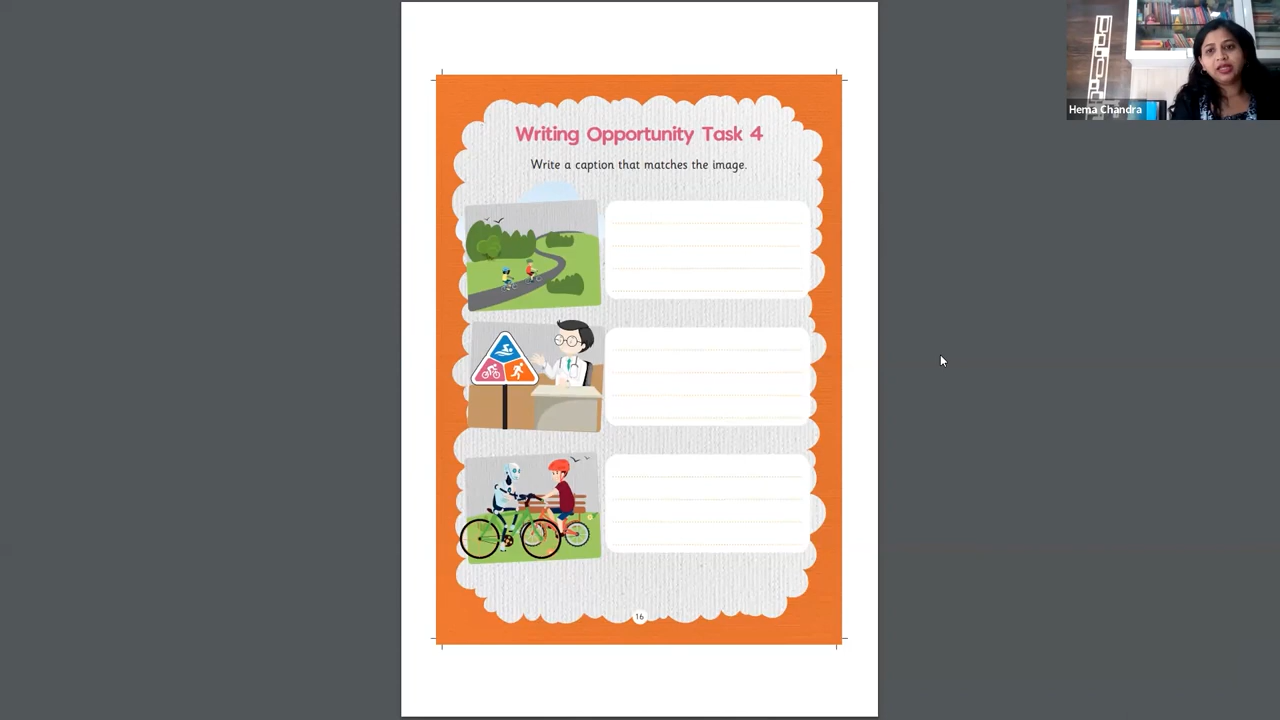 Writing Opportunity Task 4
Write a caption that matches the image.
16
Hema Chandra